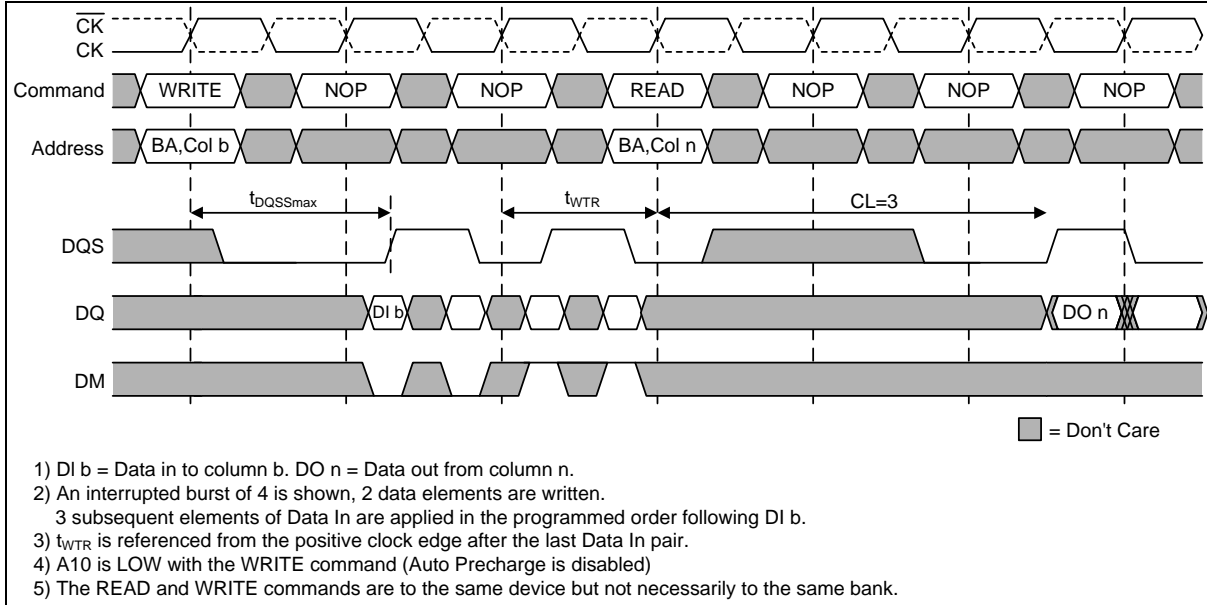 CK
CK
Command WRITE NOP NOP READ NOP NOP NOP
Address BA,Col b BA,Col n
tDQSSmax tWTR CL=3
DQS
DQ DI b DO n
DM
= Don't Care
1) DI b = Data in to column b. DO n = Data out from column n.
2) An interrupted burst of 4 is shown, 2 data elements are written.
3 subsequent elements of Data In are applied in the programmed order following DI b.
3) tWTR is referenced from the positive clock edge after the last Data In pair.
4) A10 is LOW with the WRITE command (Auto Precharge is disabled)
5) The READ and WRITE commands are to the same device but not necessarily to the same bank.